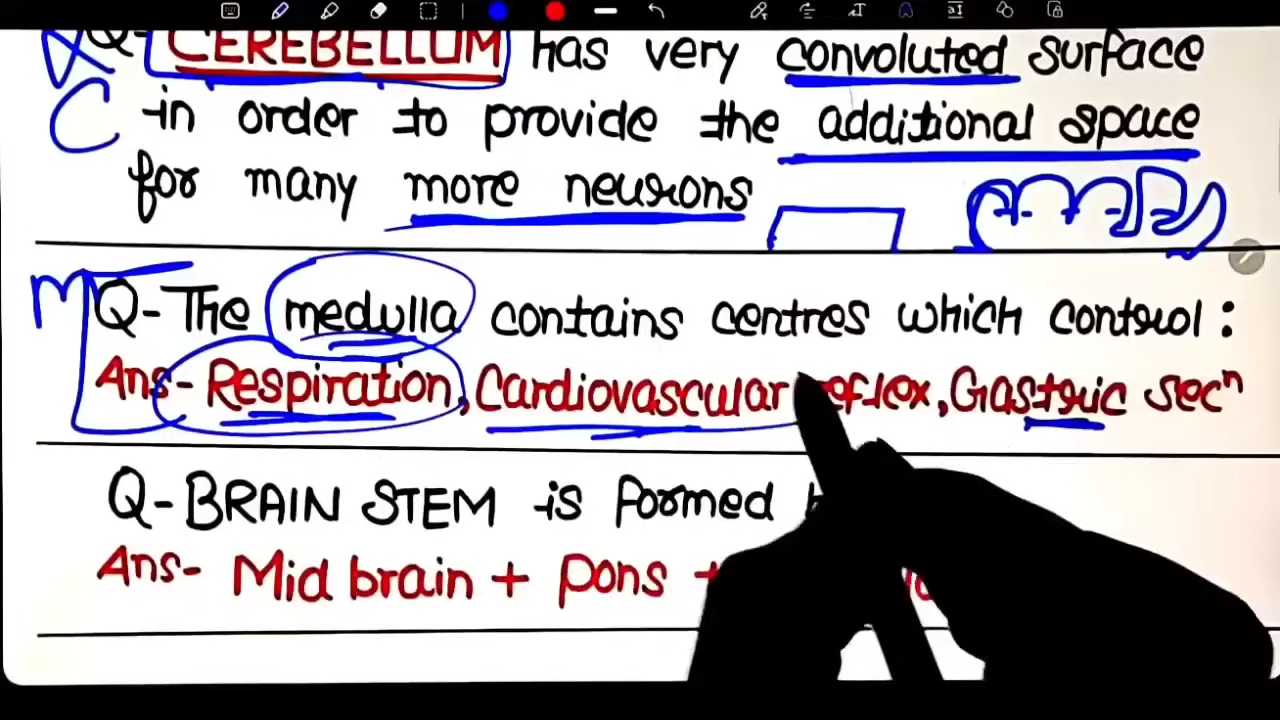 Q- CEREBELLUM has very convoluted surface
C in order to provide the additional space
for many more neurons
M Q- The medulla contains centres which control :
Ans- Respiration, Cardiovascular reflex, Gastric secⁿ
Q- BRAIN STEM is formed
Ans- Mid brain + pons +